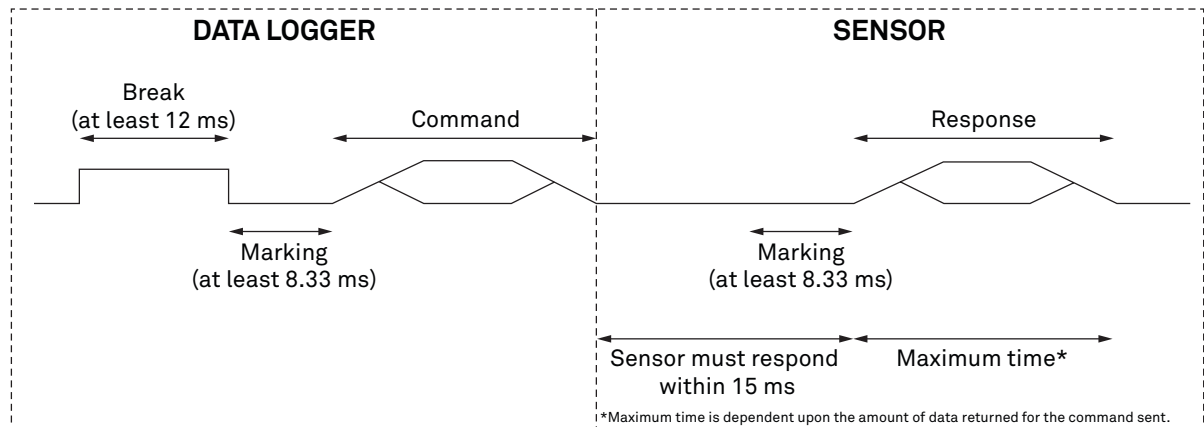 DATA LOGGER
SENSOR
Break
(at least 12 ms)
Command
Response
Marking
(at least 8.33 ms)
Marking
(at least 8.33 ms)
Sensor must respond
within 15 ms
Maximum time*
*Maximum time is dependent upon the amount of data returned for the command sent.